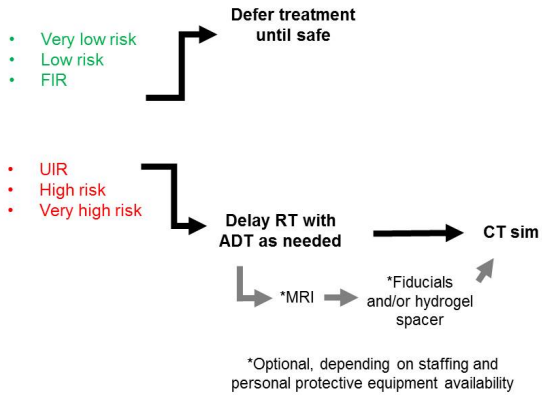 Defer treatment
until safe
• Very low risk
• Low risk
• FIR
• UIR
• High risk
• Very high risk
Delay RT with
ADT as needed
CT sim
*MRI
*Fiducials
and/or hydrogel
spacer
*Optional, depending on staffing and
personal protective equipment availability